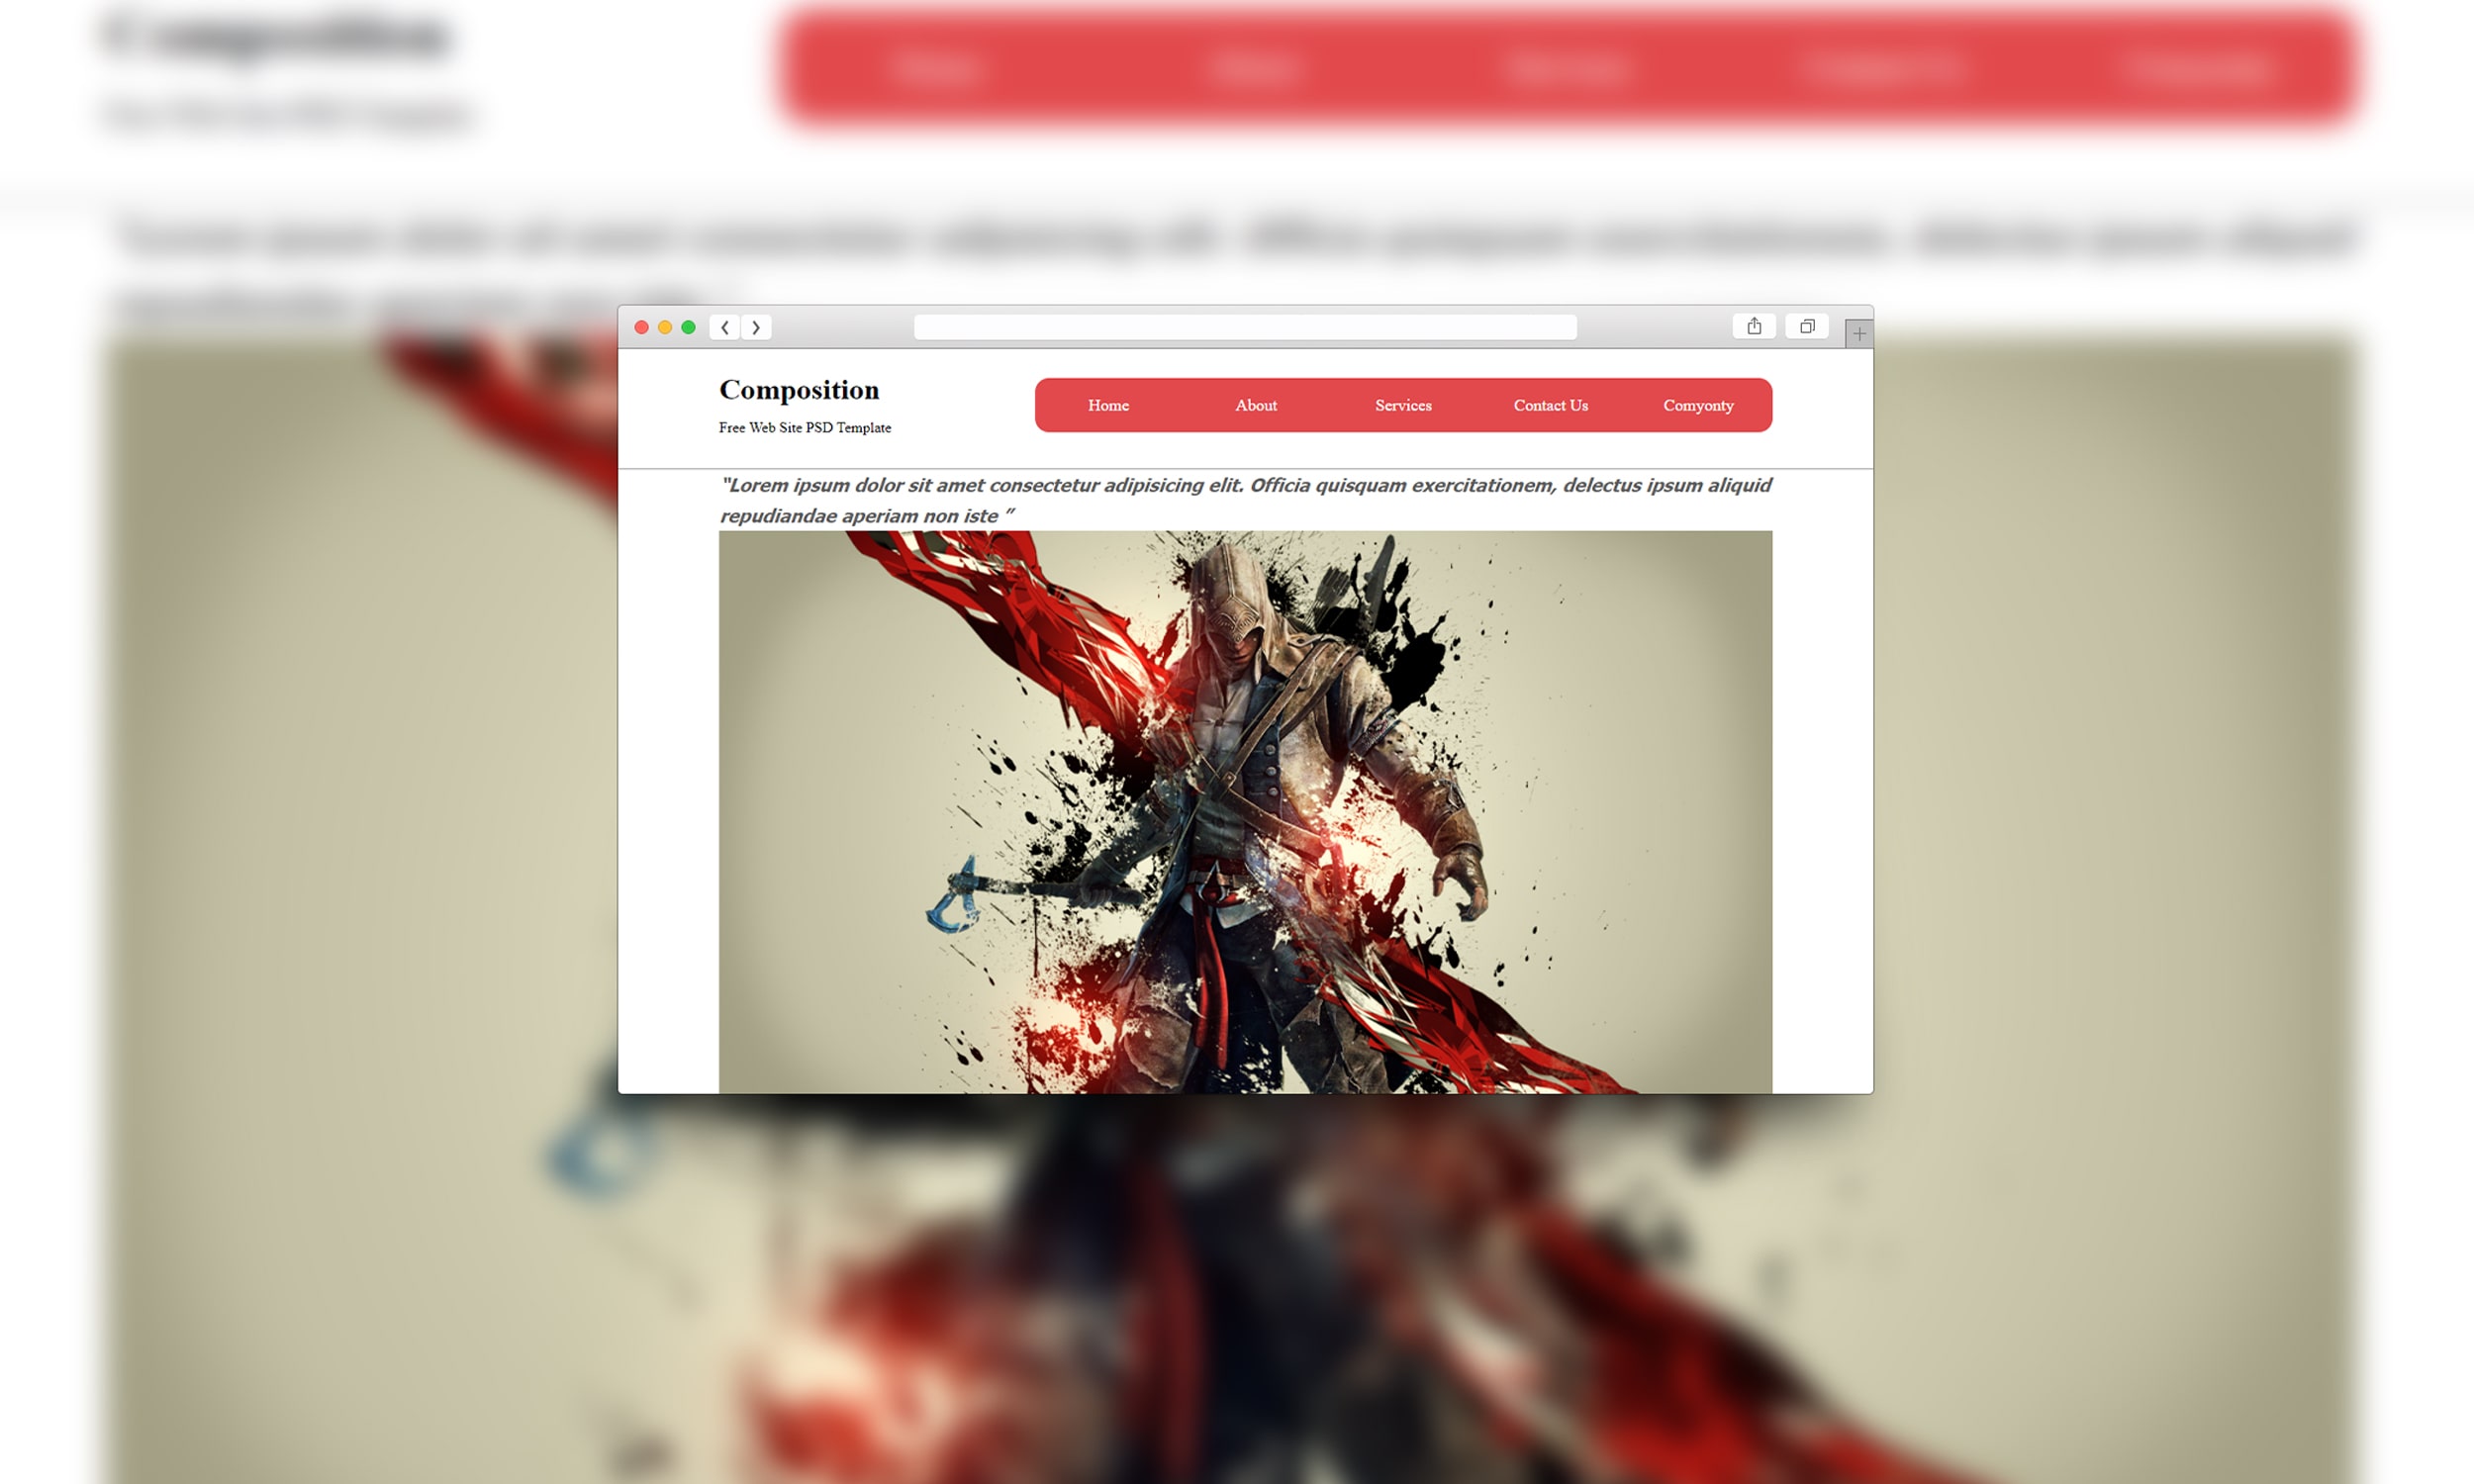 Composition
Home About Services Contact Us Comyonty
Free Web Site PSD Template
"Lorem ipsum dolor sit amet consectetur adipisicing elit. Officia quisquam exercitationem, delectus ipsum aliquid
repudiandae aperiam non iste ”